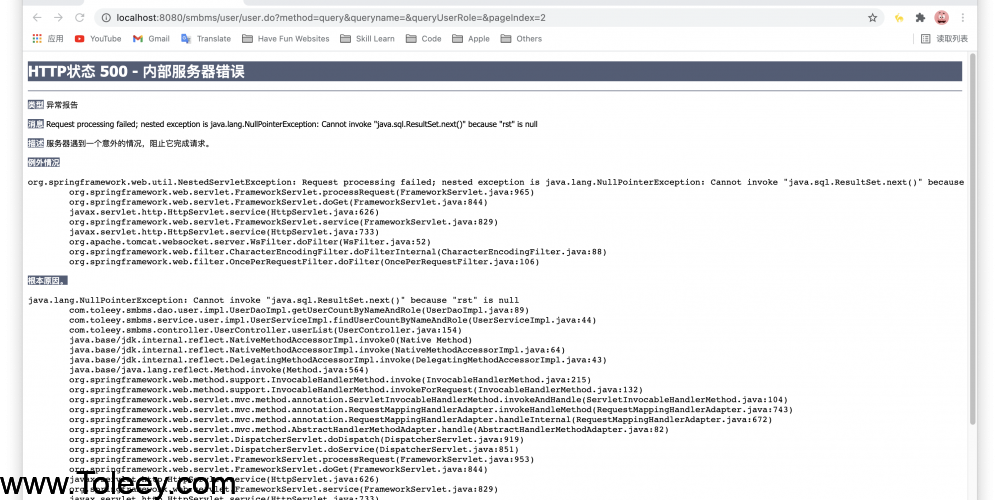 localhost:8080/smbms/user/user.do?method=query&queryname=&queryUserRole=&pageIndex=2
应用 YouTube Gmail Translate Have Fun Websites Skill Learn Code Apple Others 读取列表
HTTP状态 500 - 内部服务器错误
类型 异常报告
消息 Request processing failed; nested exception is java.lang.NullPointerException: Cannot invoke "java.sql.ResultSet.next()" because "rst" is null
描述 服务器遇到一个意外的情况，阻止它完成请求。
例外情况
org.springframework.web.util.NestedServletException: Request processing failed; nested exception is java.lang.NullPointerException: Cannot invoke "java.sql.ResultSet.next()" because
org.springframework.web.servlet.FrameworkServlet.processRequest(FrameworkServlet.java:965)
org.springframework.web.servlet.FrameworkServlet.doGet(FrameworkServlet.java:844)
javax.servlet.http.HttpServlet.service(HttpServlet.java:626)
org.springframework.web.servlet.FrameworkServlet.service(FrameworkServlet.java:829)
javax.servlet.http.HttpServlet.service(HttpServlet.java:733)
org.apache.tomcat.websocket.server.WsFilter.doFilter(WsFilter.java:52)
org.springframework.web.filter.CharacterEncodingFilter.doFilterInternal(CharacterEncodingFilter.java:88)
org.springframework.web.filter.OncePerRequestFilter.doFilter(OncePerRequestFilter.java:106)
根本原因。
java.lang.NullPointerException: Cannot invoke "java.sql.ResultSet.next()" because "rst" is null
com.toleey.smbms.dao.user.impl.UserDaoImpl.getUserCountByNameAndRole(UserDaoImpl.java:89)
com.toleey.smbms.service.user.impl.UserServiceImpl.findUserCountByNameAndRole(UserServiceImpl.java:44)
com.toleey.smbms.controller.UserController.userList(UserController.java:154)
java.base/jdk.internal.reflect.NativeMethodAccessorImpl.invoke0(Native Method)
java.base/jdk.internal.reflect.NativeMethodAccessorImpl.invoke(NativeMethodAccessorImpl.java:64)
java.base/jdk.internal.reflect.DelegatingMethodAccessorImpl.invoke(DelegatingMethodAccessorImpl.java:43)
java.base/java.lang.reflect.Method.invoke(Method.java:564)
org.springframework.web.method.support.InvocableHandlerMethod.invoke(InvocableHandlerMethod.java:215)
org.springframework.web.method.support.InvocableHandlerMethod.invokeForRequest(InvocableHandlerMethod.java:132)
org.springframework.web.servlet.mvc.method.annotation.ServletInvocableHandlerMethod.invokeAndHandle(ServletInvocableHandlerMethod.java:104)
org.springframework.web.servlet.mvc.method.annotation.RequestMappingHandlerAdapter.invokeHandleMethod(RequestMappingHandlerAdapter.java:743)
org.springframework.web.servlet.mvc.method.annotation.RequestMappingHandlerAdapter.handleInternal(RequestMappingHandlerAdapter.java:672)
org.springframework.web.servlet.mvc.method.AbstractHandlerMethodAdapter.handle(AbstractHandlerMethodAdapter.java:82)
org.springframework.web.servlet.DispatcherServlet.doDispatch(DispatcherServlet.java:919)
org.springframework.web.servlet.DispatcherServlet.doService(DispatcherServlet.java:851)
org.springframework.web.servlet.FrameworkServlet.processRequest(FrameworkServlet.java:953)
org.springframework.web.servlet.FrameworkServlet.doGet(FrameworkServlet.java:844)
javax.servlet.http.HttpServlet.service(HttpServlet.java:626)
org.springframework.web.servlet.FrameworkServlet.service(FrameworkServlet.java:829)
javax.servlet.http.HttpServlet.service(HttpServlet.java:733)
www.Toleey.com